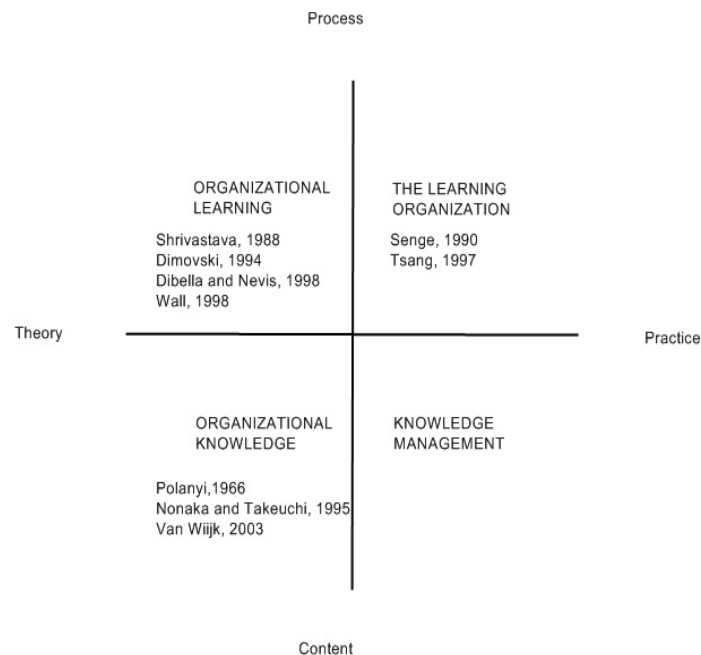 Process
ORGANIZATIONAL
LEARNING
Shrivastava, 1988
Dimovski, 1994
Dibella and Nevis, 1998
Wall, 1998
THE LEARNING
ORGANIZATION
Senge, 1990
Tsang, 1997
Theory
Practice
ORGANIZATIONAL
KNOWLEDGE
Polanyi,1966
Nonaka and Takeuchi, 1995
Van Wiijk, 2003
KNOWLEDGE
MANAGEMENT
Content